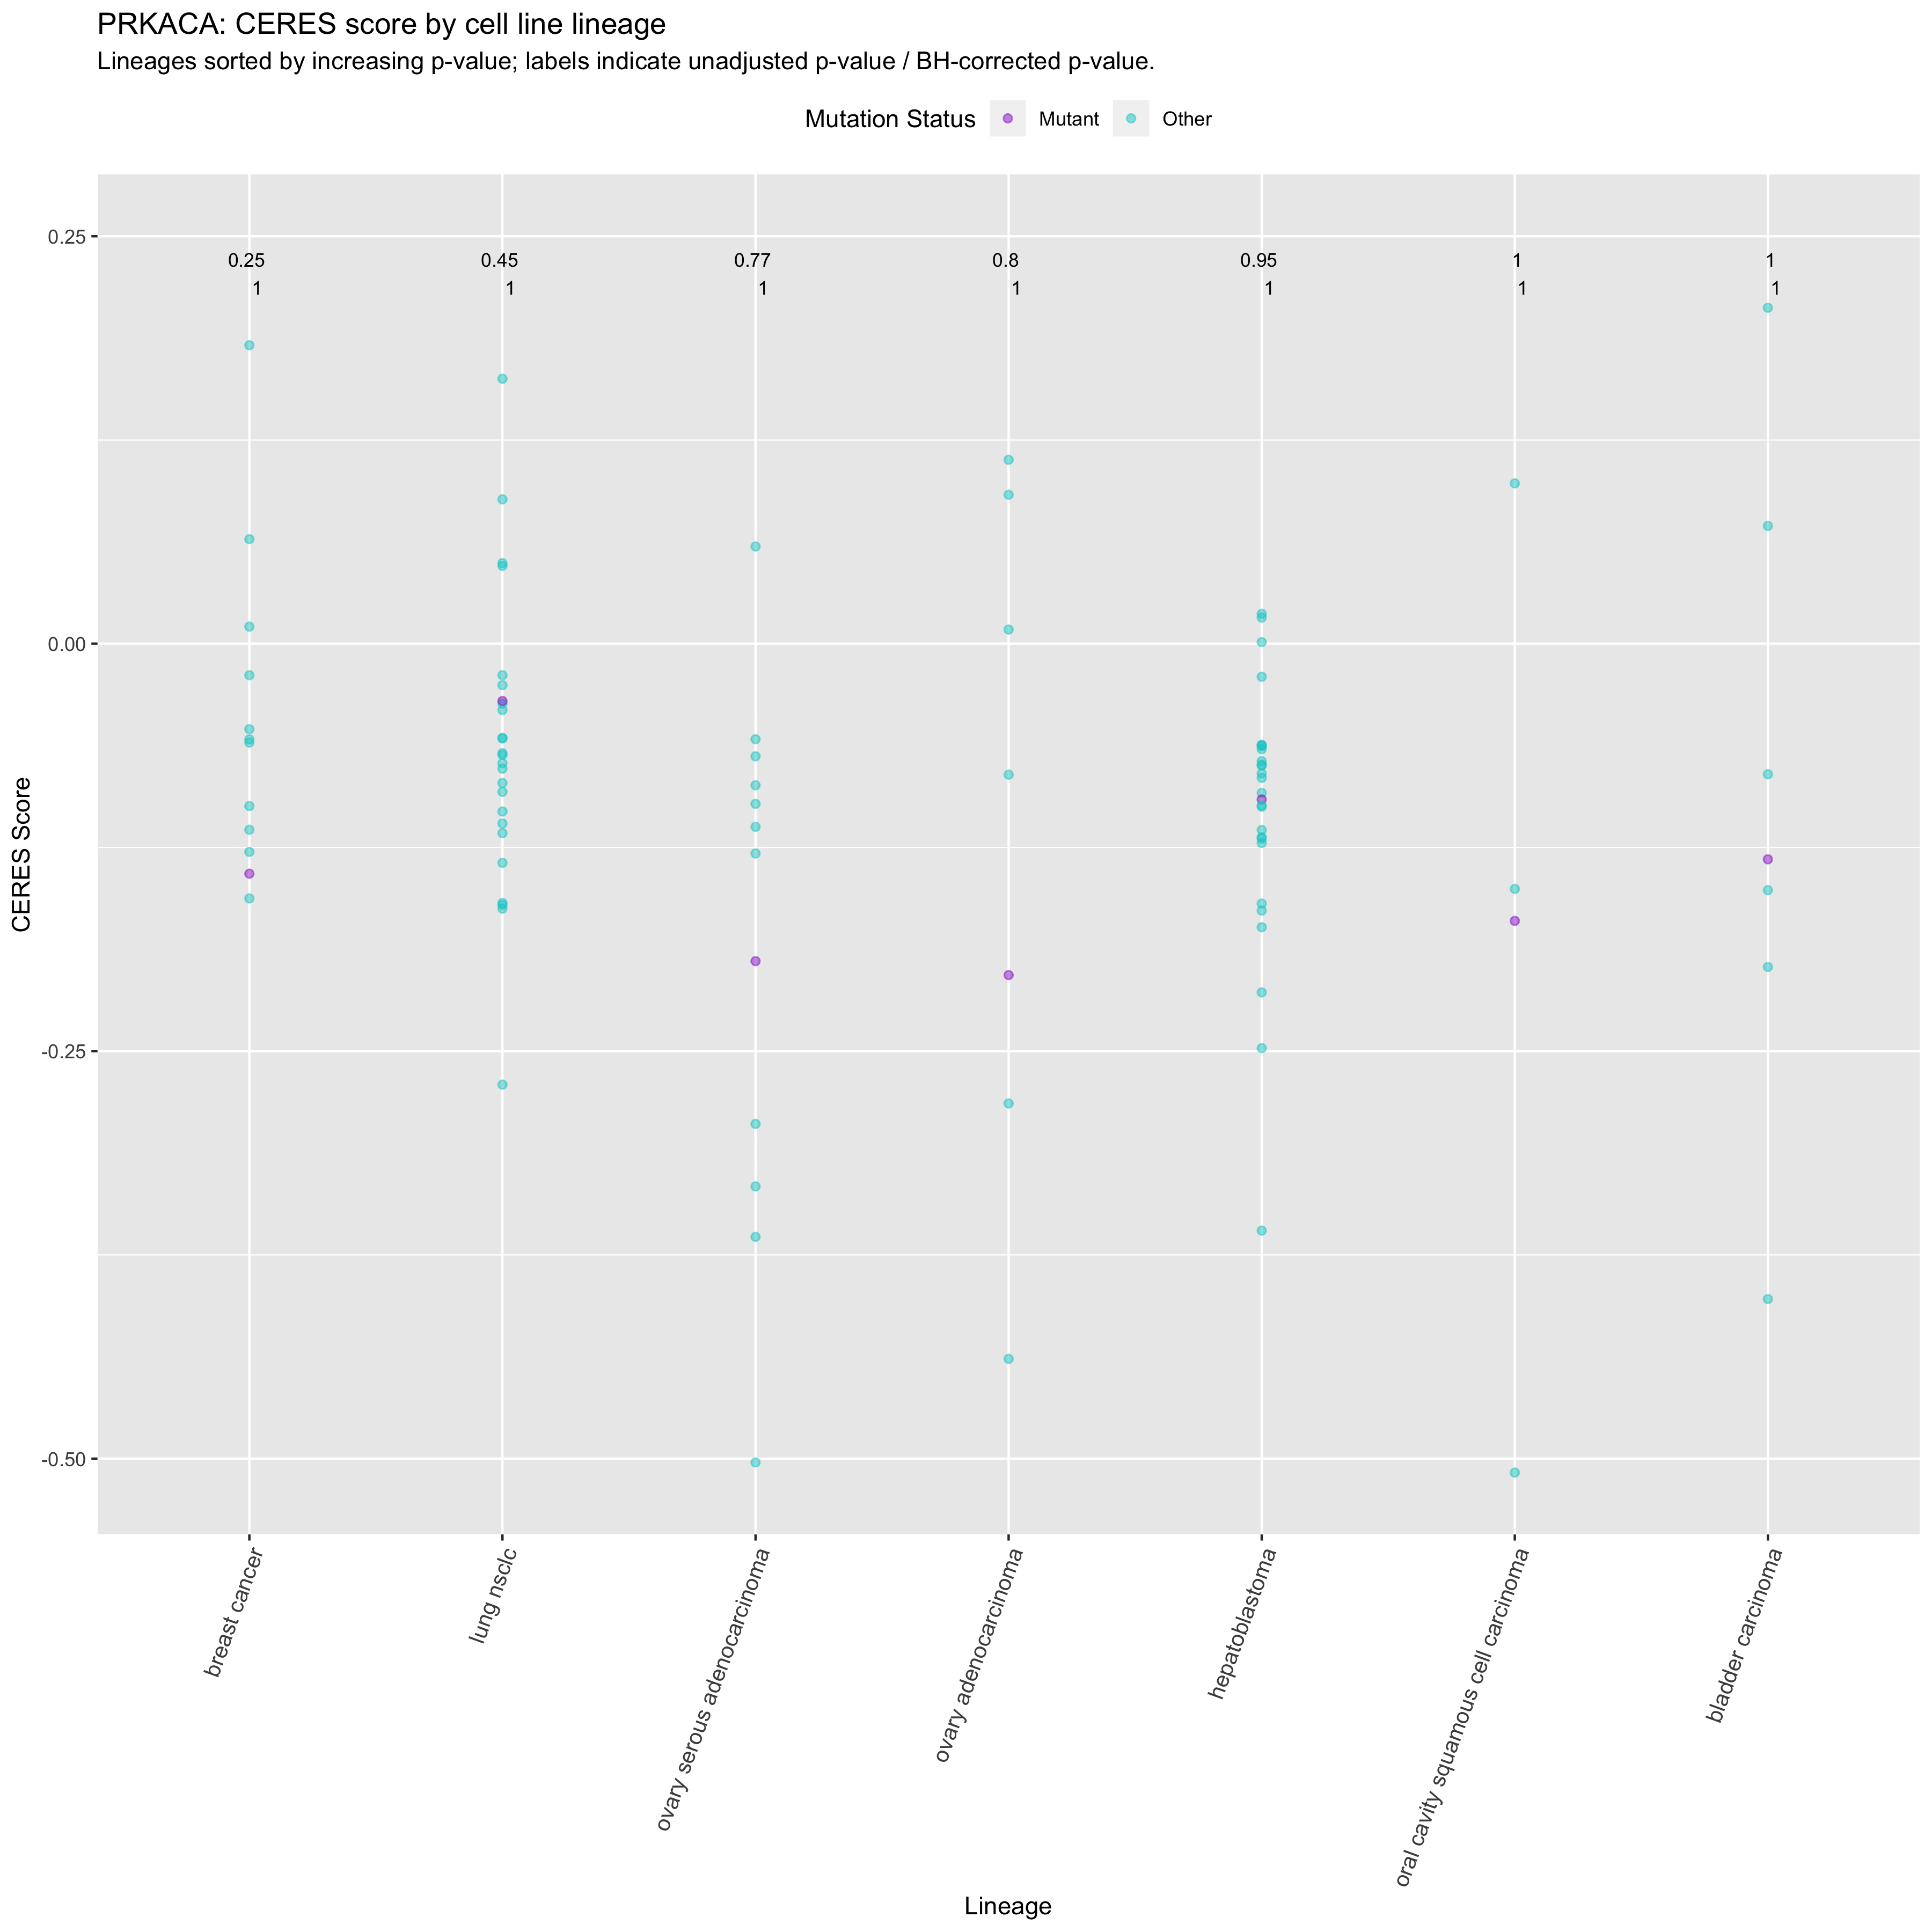 PRKACA: CERES score by cell line lineage
Lineages sorted by increasing p-value; labels indicate unadjusted p-value / BH-corrected p-value.
Mutation Status Mutant Other
0.25
0.25 0.45 0.77 0.8 0.95 1 1
1 1 1 1 1 1 1
0.00
CERES Score
-0.25
-0.50
breast cancer
lung nsclc
ovary serous adenocarcinoma
ovary adenocarcinoma
hepatoblastoma
oral cavity squamous cell carcinoma
bladder carcinoma
Lineage